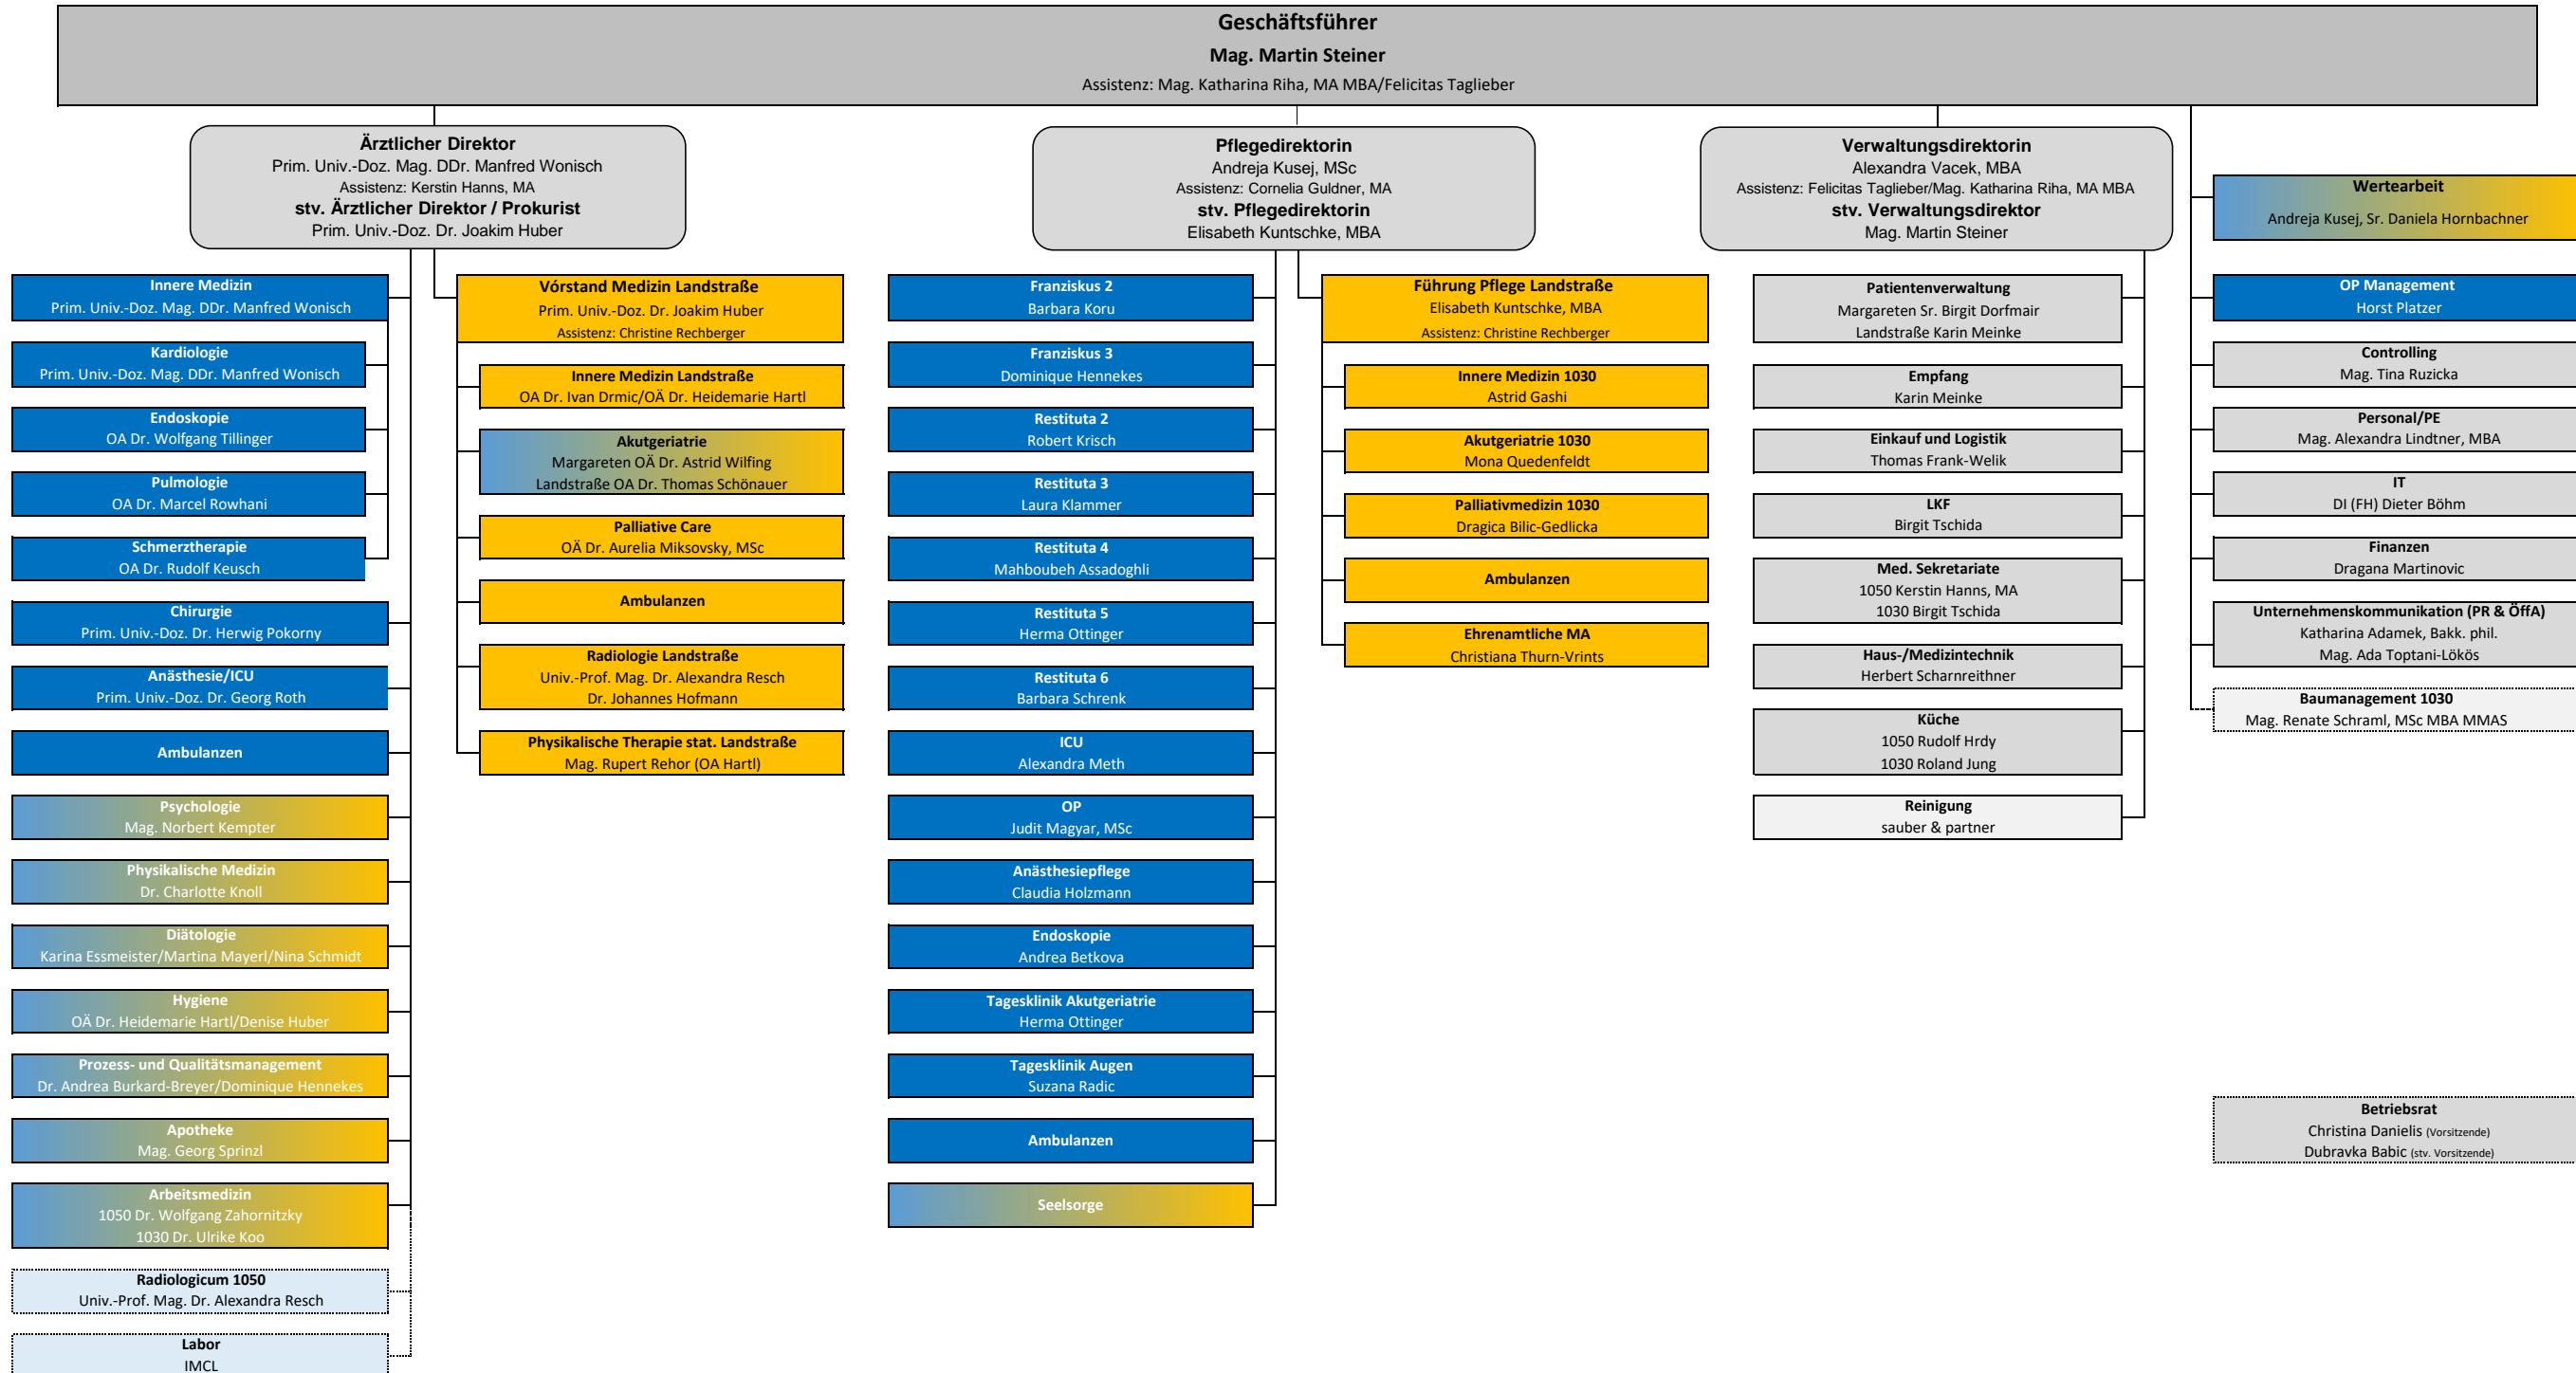 Geschäftsführer
Mag. Martin Steiner
Assistenz: Mag. Katharina Riha, MA MBA/Felicitas Taglieber
Ärztlicher Direktor
Prim. Univ.-Doz. Mag. DDr. Manfred Wonisch
Assistenz: Kerstin Hanns, MA
stv. Ärztlicher Direktor / Prokurist
Prim. Univ.-Doz. Dr. Joakim Huber
Innere Medizin
Prim. Univ.-Doz. Mag. DDr. Manfred Wonisch
Kardiologie
Prim. Univ.-Doz. Mag. DDr. Manfred Wonisch
Endoskopie
OA Dr. Wolfgang Tillinger
Pulmologie
OA Dr. Marcel Rowhani
Schmerztherapie
OA Dr. Rudolf Keusch
Chirurgie
Prim. Univ.-Doz. Dr. Herwig Pokorny
Anästhesie/ICU
Prim. Univ.-Doz. Dr. Georg Roth
Ambulanzen
Psychologie
Mag. Norbert Kempter
Physikalische Medizin
Dr. Charlotte Knoll
Diätologie
Karina Essmeister/Martina Mayerl/Nina Schmidt
Hygiene
OÄ Dr. Heidemarie Hartl/Denise Huber
Prozess- und Qualitätsmanagement
Dr. Andrea Burkard-Breyer/Dominique Hennekes
Apotheke
Mag. Georg Sprinzl
Arbeitsmedizin
1050 Dr. Wolfgang Zahornitzky
1030 Dr. Ulrike Koo
Radiologicum 1050
Univ.-Prof. Mag. Dr. Alexandra Resch
Labor
IMCL
Vórstand Medizin Landstraße
Prim. Univ.-Doz. Dr. Joakim Huber
Assistenz: Christine Rechberger
Innere Medizin Landstraße
OA Dr. Ivan Drmic/OÄ Dr. Heidemarie Hartl
Akutgeriatrie
Margareten OÄ Dr. Astrid Wilfing
Landstraße OA Dr. Thomas Schönauer
Palliative Care
OÄ Dr. Aurelia Miksovsky, MSc
Ambulanzen
Radiologie Landstraße
Univ.-Prof. Mag. Dr. Alexandra Resch
Dr. Johannes Hofmann
Physikalische Therapie stat. Landstraße
Mag. Rupert Rehor (OA Hartl)
Pflegedirektorin
Andreja Kusej, MSc
Assistenz: Cornelia Guldner, MA
stv. Pflegedirektorin
Elisabeth Kuntschke, MBA
Franziskus 2
Barbara Koru
Franziskus 3
Dominique Hennekes
Restituta 2
Robert Krisch
Restituta 3
Laura Klammer
Restituta 4
Mahboubeh Assadoghli
Restituta 5
Herma Ottinger
Restituta 6
Barbara Schrenk
ICU
Alexandra Meth
OP
Judit Magyar, MSc
Anästhesiepflege
Claudia Holzmann
Endoskopie
Andrea Betkova
Tagesklinik Akutgeriatrie
Herma Ottinger
Tagesklinik Augen
Suzana Radic
Ambulanzen
Seelsorge
Führung Pflege Landstraße
Elisabeth Kuntschke, MBA
Assistenz: Christine Rechberger
Innere Medizin 1030
Astrid Gashi
Akutgeriatrie 1030
Mona Quedenfeldt
Palliativmedizin 1030
Dragica Bilic-Gedlicka
Ambulanzen
Ehrenamtliche MA
Christiana Thurn-Vrints
Verwaltungsdirektorin
Alexandra Vacek, MBA
Assistenz: Felicitas Taglieber/Mag. Katharina Riha, MA MBA
stv. Verwaltungsdirektor
Mag. Martin Steiner
Patientenverwaltung
Margareten Sr. Birgit Dorfmair
Landstraße Karin Meinke
Empfang
Karin Meinke
Einkauf und Logistik
Thomas Frank-Welik
LKF
Birgit Tschida
Med. Sekretariate
1050 Kerstin Hanns, MA
1030 Birgit Tschida
Haus-/Medizintechnik
Herbert Scharnreithner
Küche
1050 Rudolf Hrdy
1030 Roland Jung
Reinigung
sauber & partner
Wertearbeit
Andreja Kusej, Sr. Daniela Hornbachner
OP Management
Horst Platzer
Controlling
Mag. Tina Ruzicka
Personal/PE
Mag. Alexandra Lindtner, MBA
IT
DI (FH) Dieter Böhm
Finanzen
Dragana Martinovic
Unternehmenskommunikation (PR & ÖffA)
Katharina Adamek, Bakk. phil.
Mag. Ada Toptani-Lökös
Baumanagement 1030
Mag. Renate Schraml, MSc MBA MMAS
Betriebsrat
Christina Danielis (Vorsitzende)
Dubravka Babic (stv. Vorsitzende)